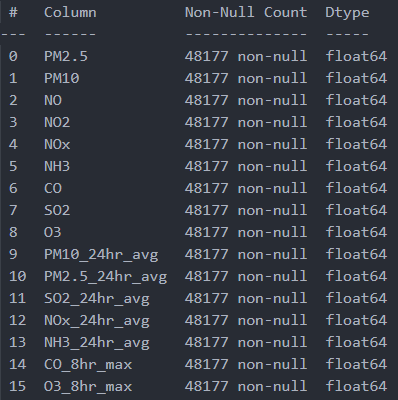 #   Column         Non-Null Count  Dtype
--- ------         --------------  -----
0   PM2.5          48177 non-null  float64
1   PM10           48177 non-null  float64
2   NO             48177 non-null  float64
3   NO2            48177 non-null  float64
4   NOx            48177 non-null  float64
5   NH3            48177 non-null  float64
6   CO             48177 non-null  float64
7   SO2            48177 non-null  float64
8   O3             48177 non-null  float64
9   PM10_24hr_avg  48177 non-null  float64
10  PM2.5_24hr_avg 48177 non-null  float64
11  SO2_24hr_avg   48177 non-null  float64
12  NOx_24hr_avg   48177 non-null  float64
13  NH3_24hr_avg   48177 non-null  float64
14  CO_8hr_max     48177 non-null  float64
15  O3_8hr_max     48177 non-null  float64